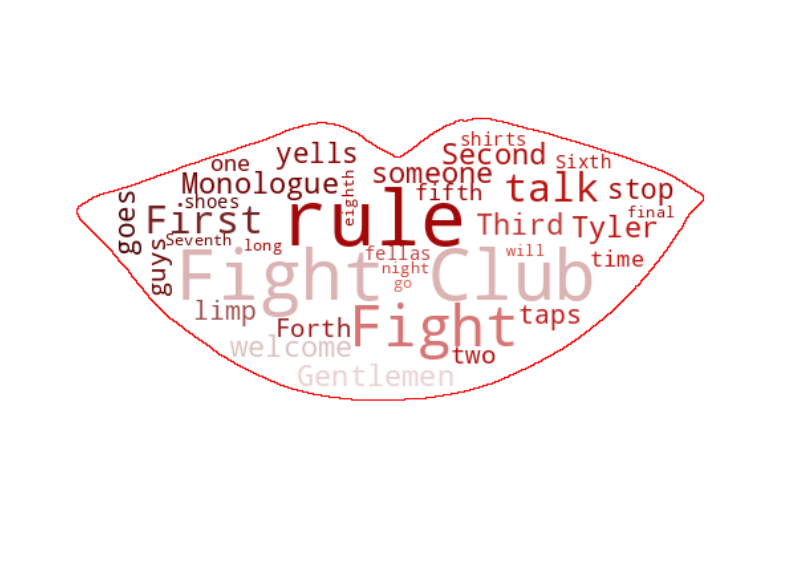 shirts
one
yells
Second
Sixth
Monologue
someone
shoes
eighth
fifth
talk
stop
goes
First
rule
Third
Tyler
final
Seventh
long
guys
fellas
will
time
night
Fight Club
go
limp
Forth
Fight
taps
welcome
two
Gentlemen